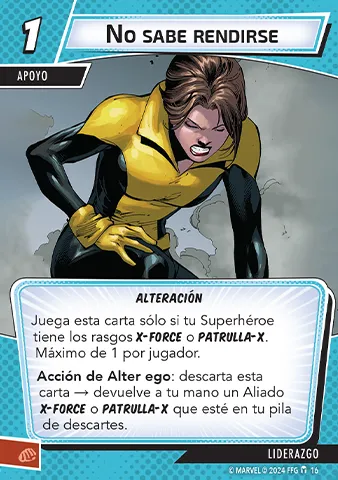 1
No sabe rendirse
APOYO
ALTERACIÓN
Juega esta carta sólo si tu Superhéroe
tiene los rasgos X-FORCE o PATRULLA-X.
Máximo de 1 por jugador.
Acción de Alter ego: descarta esta
carta → devuelve a tu mano un Aliado
X-FORCE o PATRULLA-X que esté en tu pila
de descartes.
LIDERAZGO
© MARVEL © 2024 FFG 16